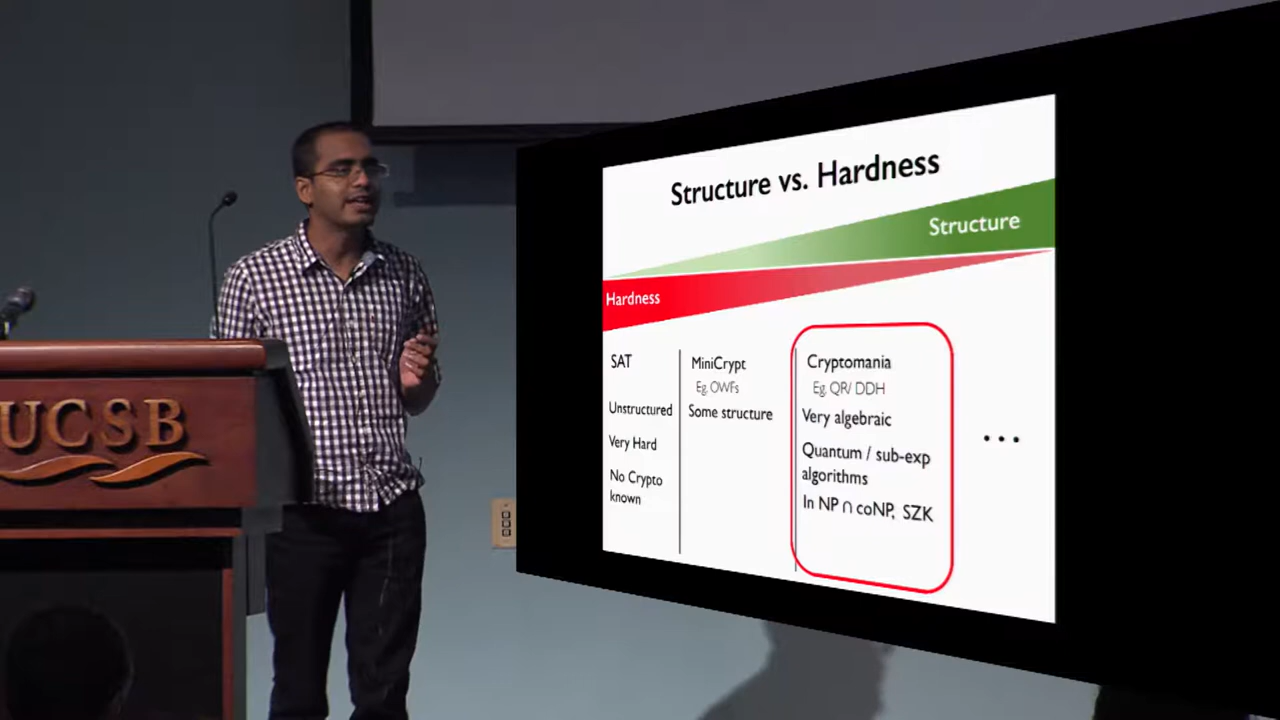 UCSB
Structure vs. Hardness
Structure
Hardness
SAT
Unstructured
Very Hard
No Crypto
known
MiniCrypt
Eg. OWFs
Some structure
Cryptomania
Eg. QR/ DDH
Very algebraic
Quantum / sub-exp
algorithms
In NP ∩ coNP, SZK
...